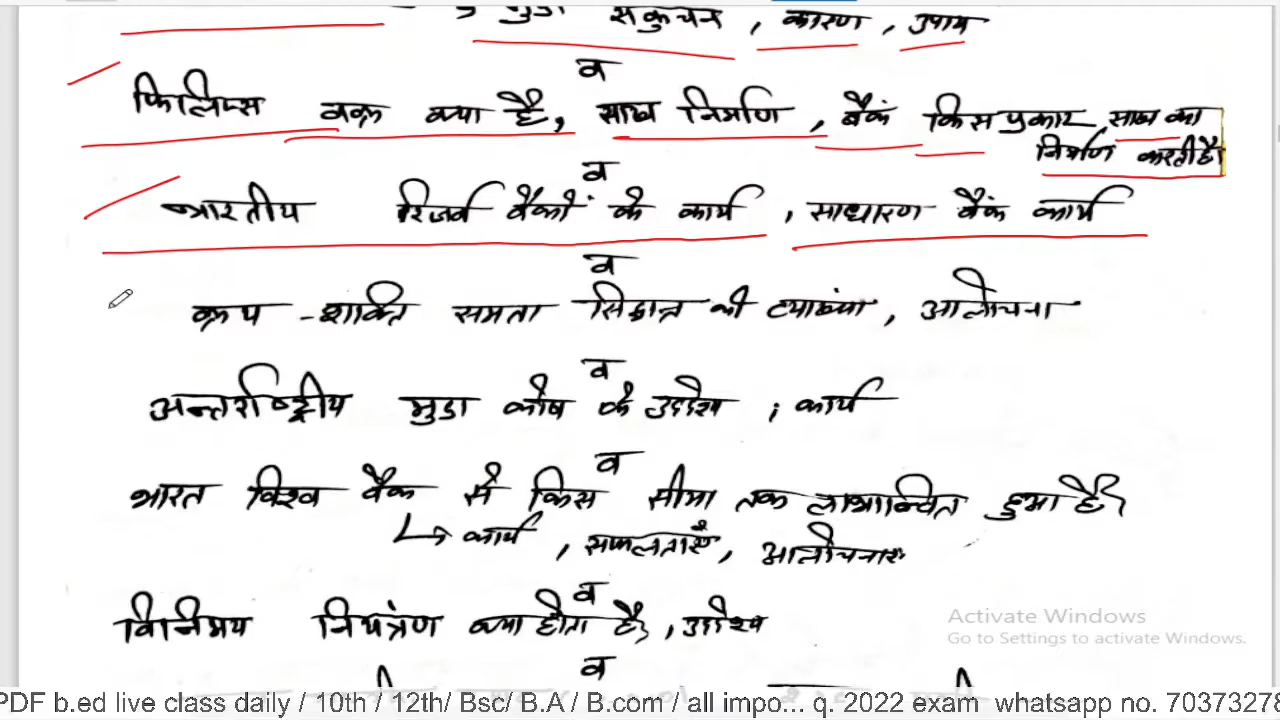 मुद्रा संकुचन , कारण , उपाय
व
फिलिप्स वक्र क्या है , साख निर्माण , बैंक किस प्रकार साख का
निर्माण करती है।
व
भारतीय रिजर्व बैंकों के कार्य , साधारण बैंक कार्य
व
क्रय - शक्ति समता सिद्धान्त की व्याख्या , आलोचना
व
अन्तर्राष्ट्रीय मुद्रा कोष के उद्देश्य , कार्य
व
भारत विश्व बैंक से किस सीमा तक लाभान्वित हुआ है?
↳ कार्य , सफलताएँ , आलोचनाएं
व
विनिमय नियंत्रण क्या होता है? , उद्देश्य
व
Activate Windows
Go to Settings to activate Windows.
PDF b.ed live class daily / 10th / 12th/ Bsc/ B.A / B.com / all impo... q. 2022 exam whatsapp no. 7037327